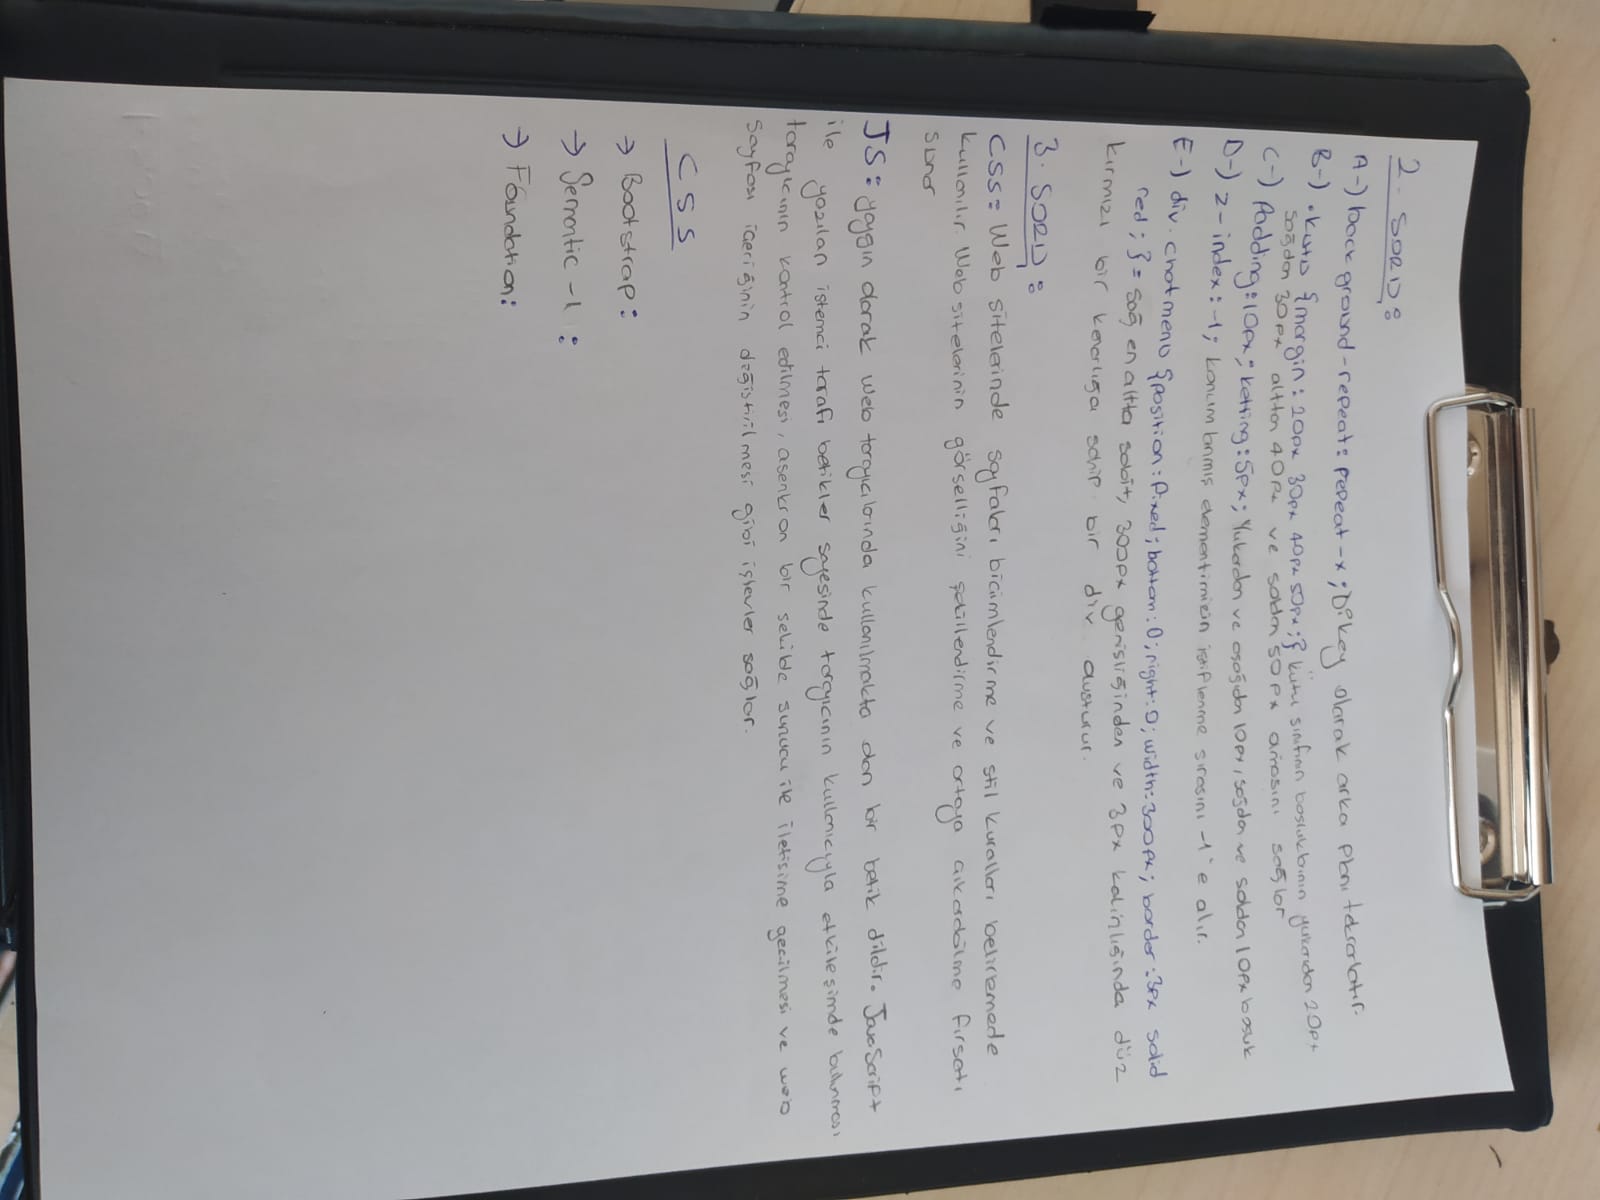 2. SORU:
A-) background-repeat: repeat-x; Dikey olarak arka planı tekrarlatır.
B-) .kutu {margin: 20px 30px 40px 50px;} kutu sınıfının boşluklarının yukarıdan 20px
sağdan 30px alttan 40px ve soldan 50px olmasını sağlar
C-) Padding: 10px; ketting: 5px; Yukarıdan ve aşağıdan 10px, sağdan ve soldan 10px boşluk
D-) z-index: -1; konumlanmış elementimizin istiflenme sırasını -1'e alır.
E-) div.chatmenu {position: fixed; bottom: 0; right: 0; width: 300px; border: 3px solid
red; } = sağ en altta sabit, 300px genişliğinden ve 3px kalınlığında düz
kırmızı bir kenarlığa sahip bir div oluşturur.
3. SORU:
CSS = Web sitelerinde sayfaları biçimlendirme ve stil kuralları belirlemede
kullanılır. Web sitelerinin görselliğini şekillendirme ve ortaya çıkarabilme fırsatı
sunar
JS = yaygın olarak web tarayıcılarında kullanılmakta olan bir betik dilidir. JavaScript
ile yazılan istemci tarafı betikler sayesinde tarayıcının kullanıcıyla etkileşimde bulunması
tarayıcının kontrol edilmesi, asenkron bir şekilde sunucu ile iletişime geçilmesi ve web
sayfası içeriğinin değiştirilmesi gibi işlevler sağlar.
CSS
→ Bootstrap:
→ Semantic-1:
→ Foundation: